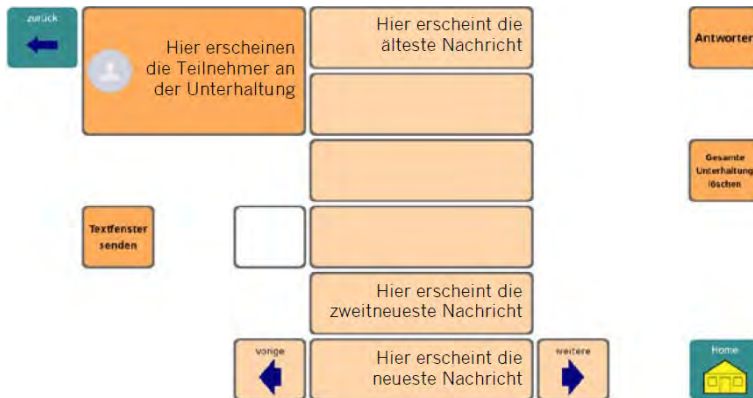 zurück
Hier erscheinen
die Teilnehmer an
der Unterhaltung
Hier erscheint die
älteste Nachricht
Antworten
Gesamte
Unterhaltung
löschen
Textfenster
senden
Hier erscheint die
zweitneueste Nachricht
vorige
Hier erscheint die
neueste Nachricht
weitere
Home